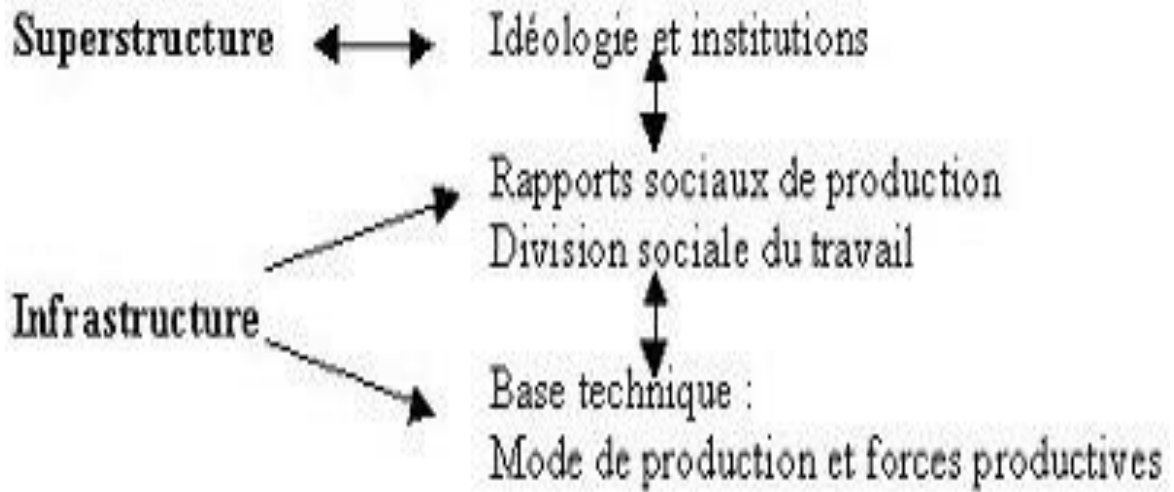 Superstructure Idéologie et institutions
Rapports sociaux de production
Division sociale du travail
Infrastructure
Base technique :
Mode de production et forces productives